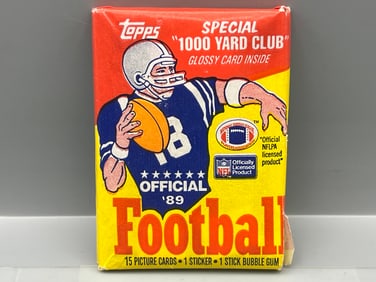 Topps
SPECIAL
"1000 YARD CLUB"
GLOSSY CARD INSIDE
18
TM
"Official
NFLPA
licensed
product"
NFL
Officially
Licensed
Product
OFFICIAL
'89
Football
15 PICTURE CARDS • 1 STICKER • 1 STICK BUBBLE GUM